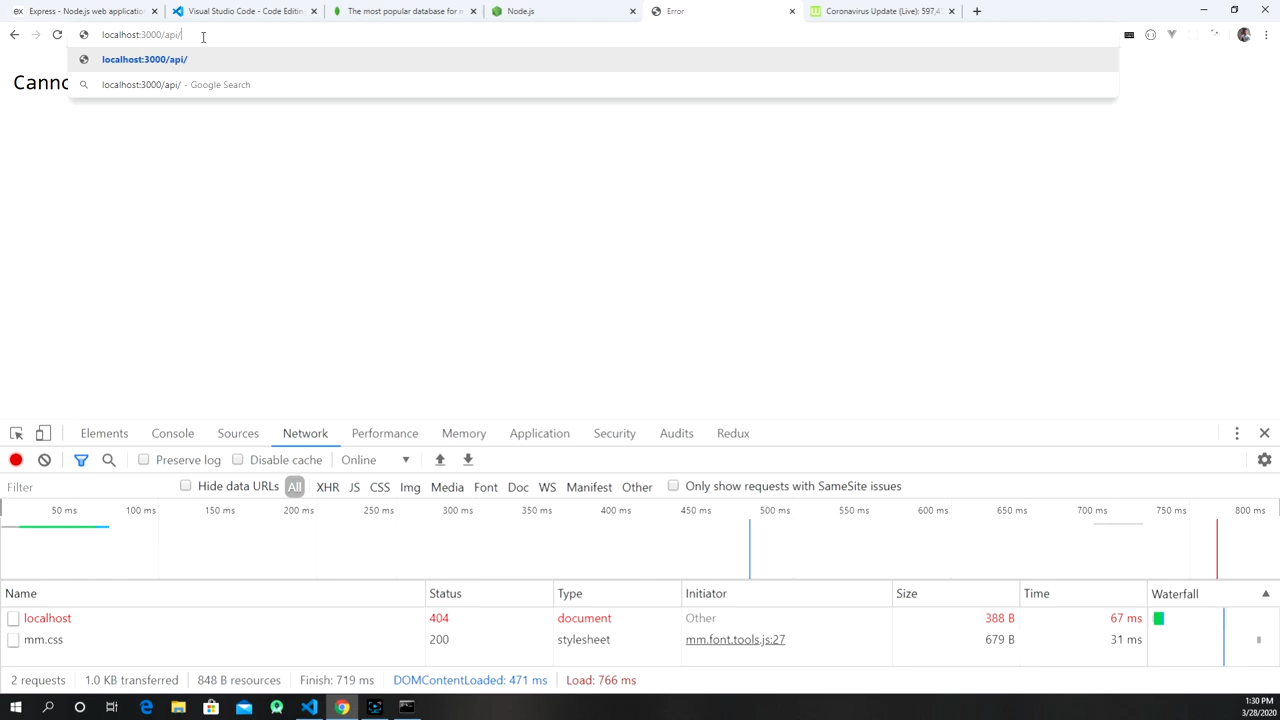 Express - Node.js web applicatio
Visual Studio Code - Code Editin
The most popular database for m
Node.js
Error
Coronavirus Update (Live): 597,4
localhost:3000/api/
localhost:3000/api/
localhost:3000/api/ - Google Search
Canno
Elements Console Sources Network Performance Memory Application Security Audits Redux
Preserve log Disable cache Online
Filter Hide data URLs All XHR JS CSS Img Media Font Doc WS Manifest Other Only show requests with SameSite issues
50 ms 100 ms 150 ms 200 ms 250 ms 300 ms 350 ms 400 ms 450 ms 500 ms 550 ms 600 ms 650 ms 700 ms 750 ms 800 ms
Name Status Type Initiator Size Time Waterfall
localhost 404 document Other 388 B 67 ms
mm.css 200 stylesheet mm.font.tools.js:27 679 B 31 ms
2 requests 1.0 KB transferred 848 B resources Finish: 719 ms DOMContentLoaded: 471 ms Load: 766 ms
1:30 PM
3/28/2020